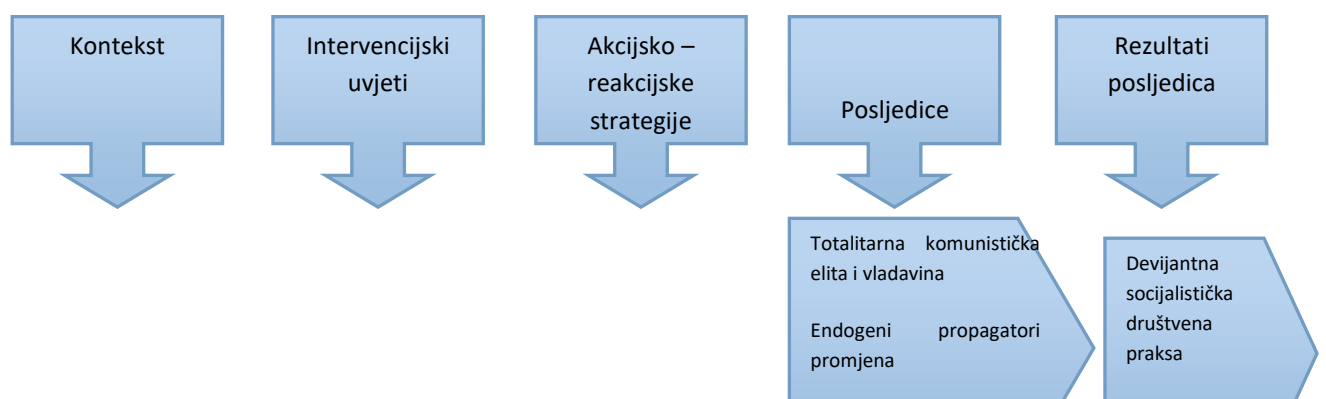 Kontekst
Intervencijski
uvjeti
Akcijsko –
reakcijske
strategije
Posljedice
Rezultati
posljedica
Totalitarna komunistička
elita i vladavina
Endogeni propagatori
promjena
Devijantna
socijalistička
društvena
praksa